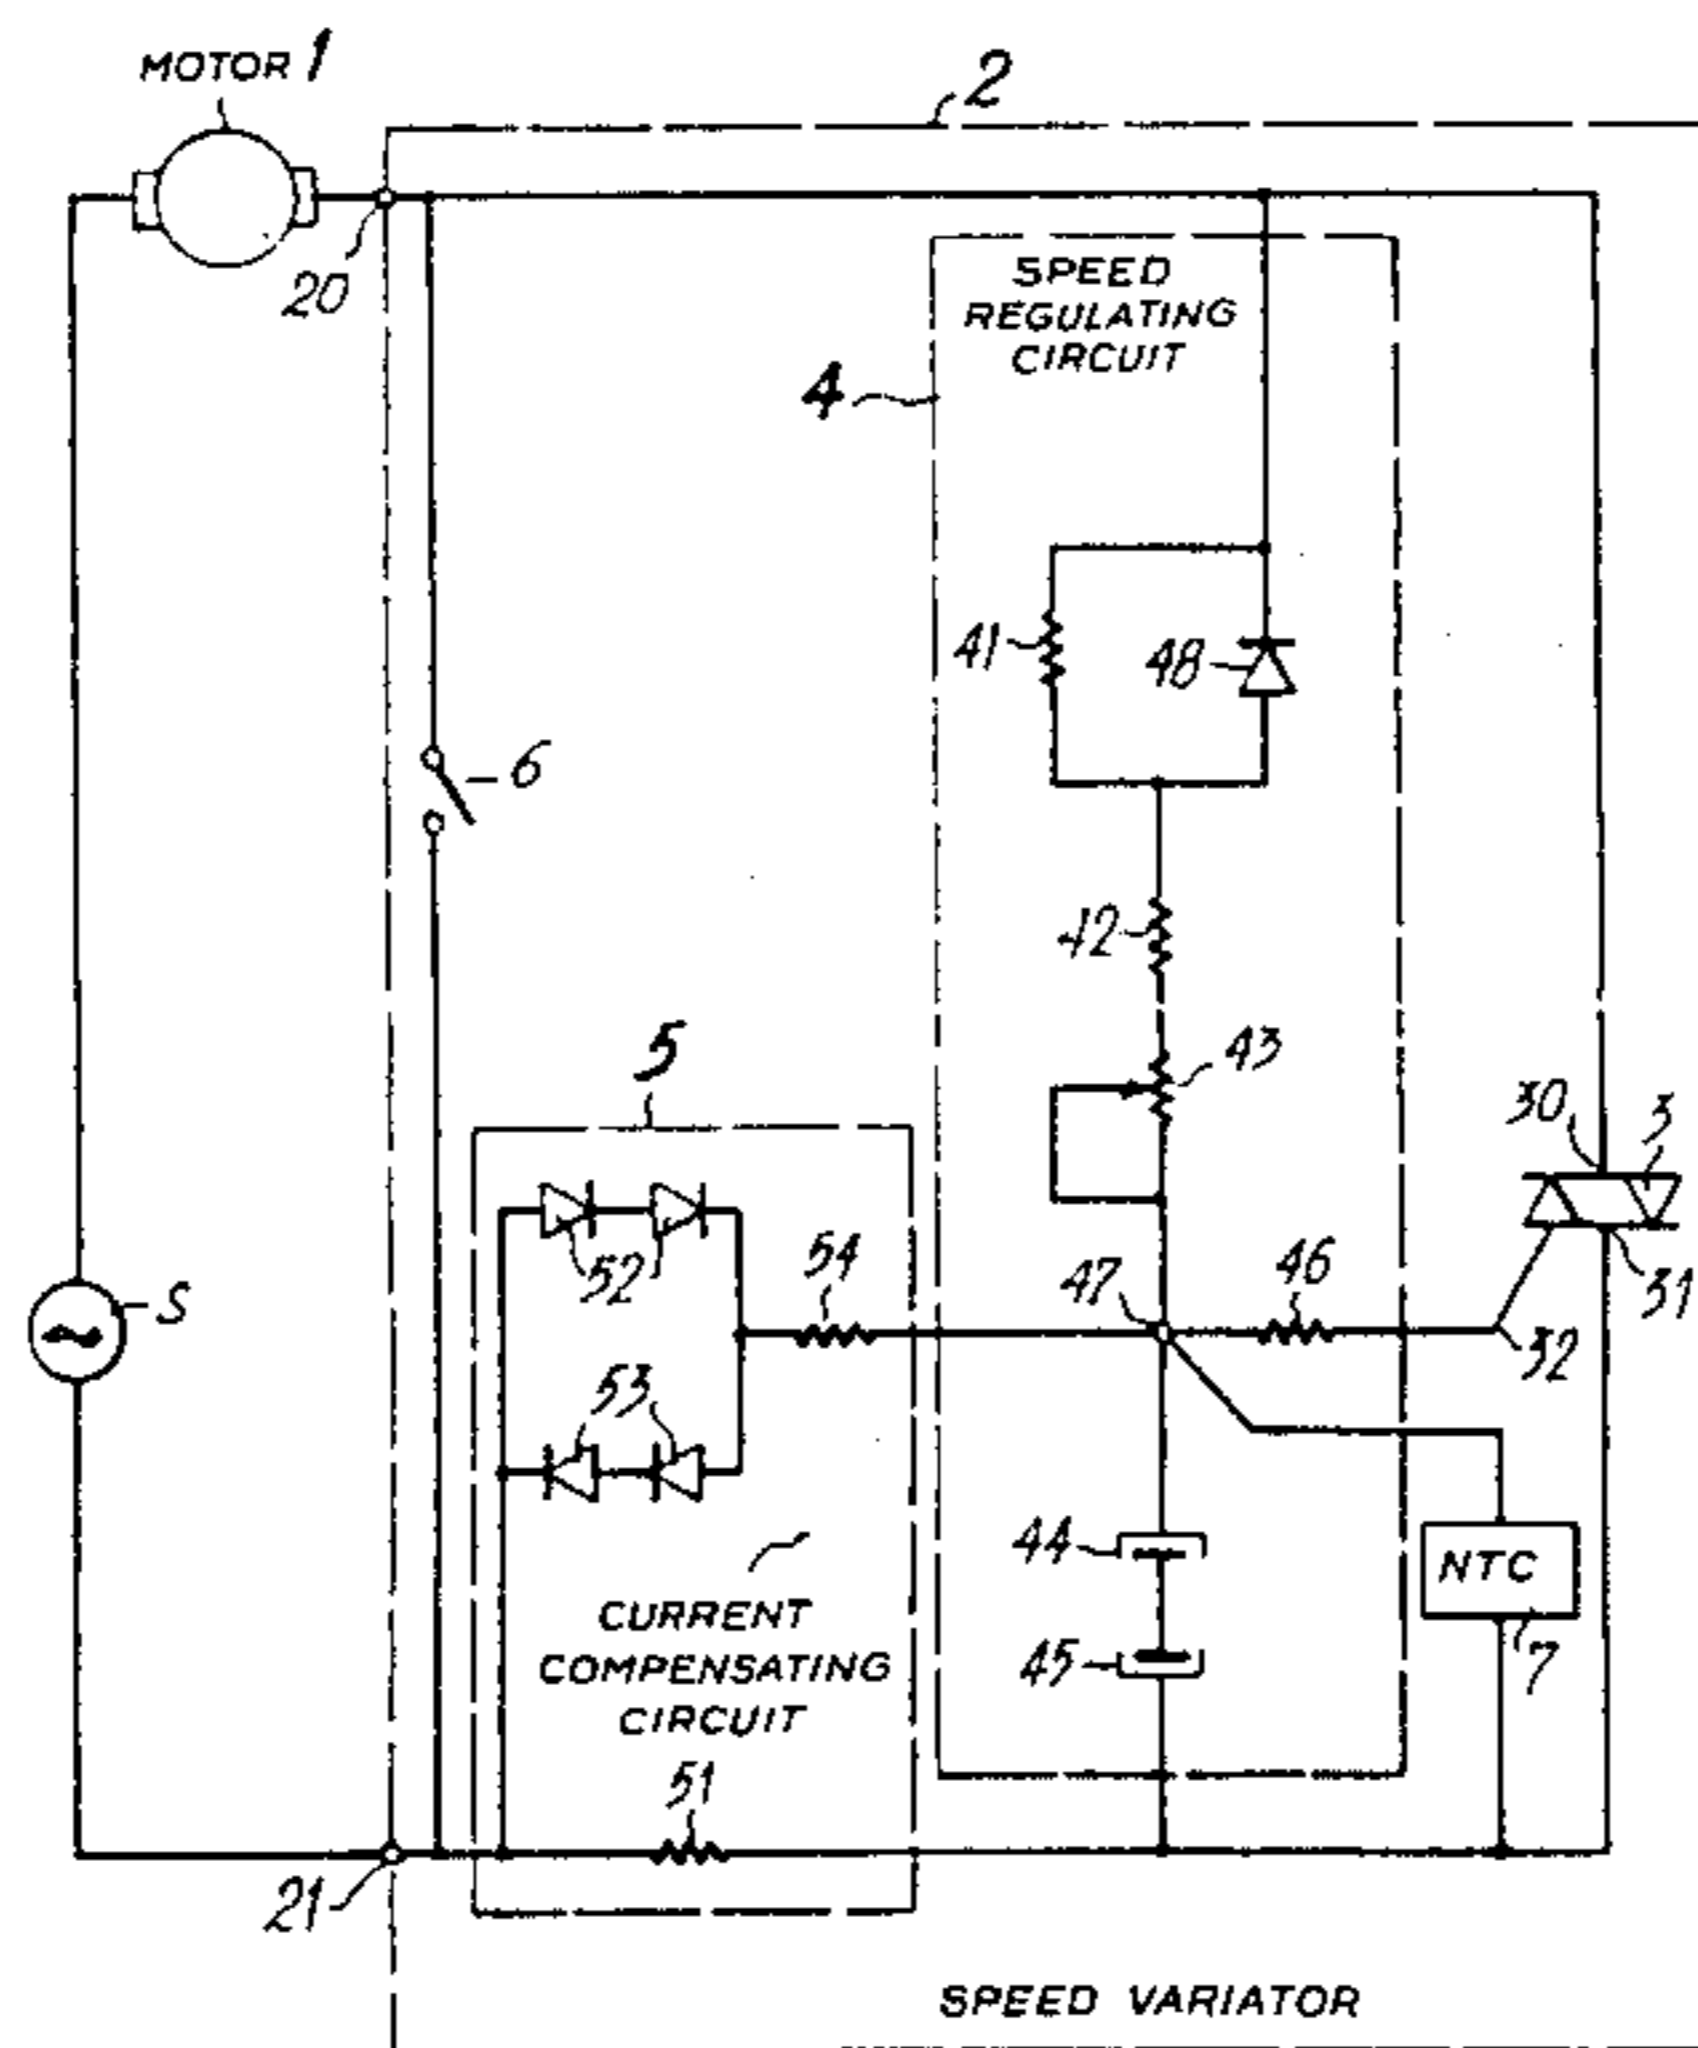 MOTOR 1
2
20
SPEED
REGULATING
CIRCUIT
4
41
48
6
42
5
43
30
3
52
54
47
46
31
S
32
53
44
NTC
45
7
CURRENT
COMPENSATING
CIRCUIT
51
21
SPEED VARIATOR